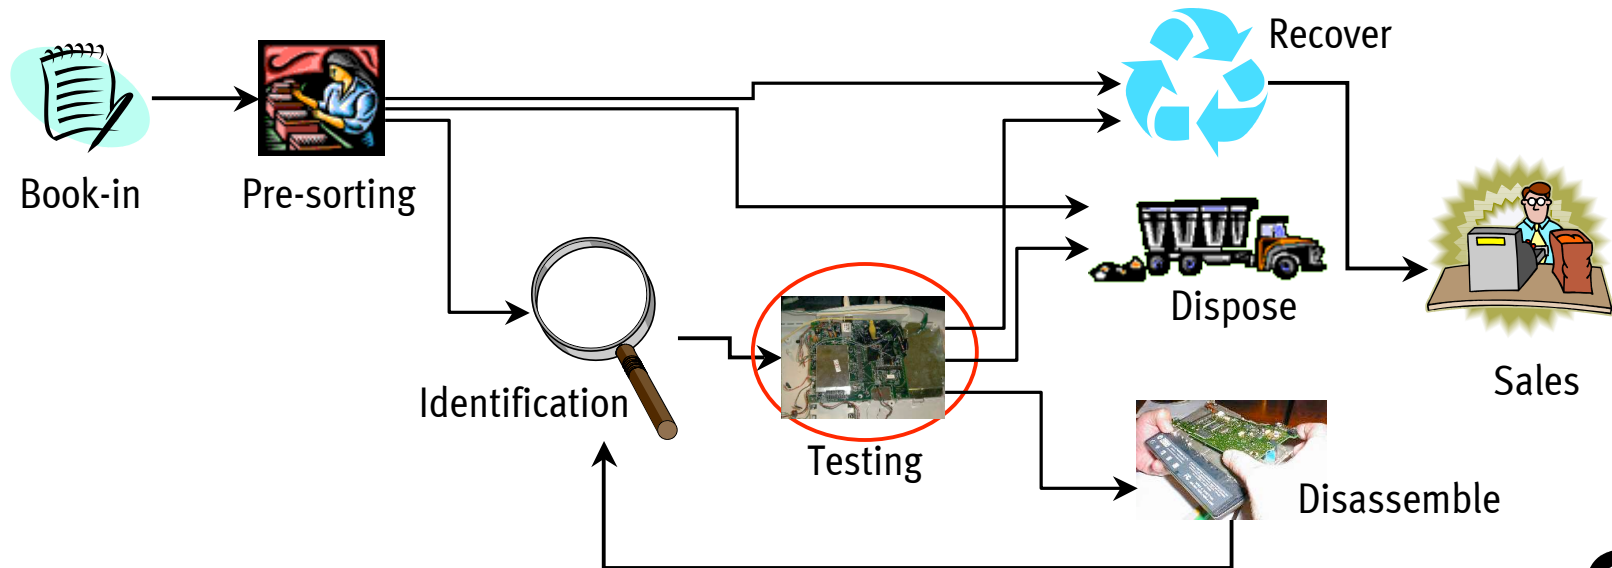 Recover
Book-in
Pre-sorting
Dispose
Identification
Testing
Sales
Disassemble